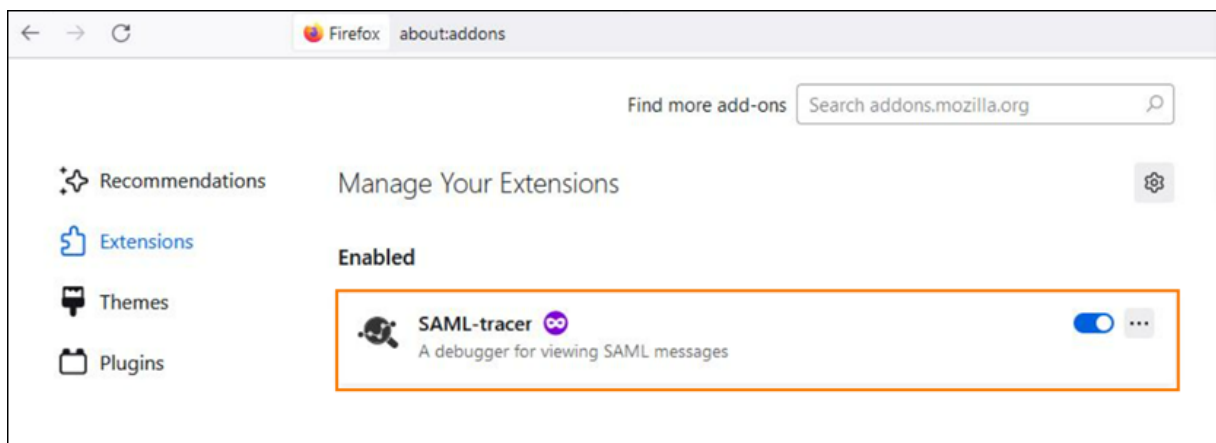 Firefox about:addons
Find more add-ons Search addons.mozilla.org
Recommendations
Extensions
Themes
Plugins
Manage Your Extensions
Enabled
SAML-tracer
A debugger for viewing SAML messages